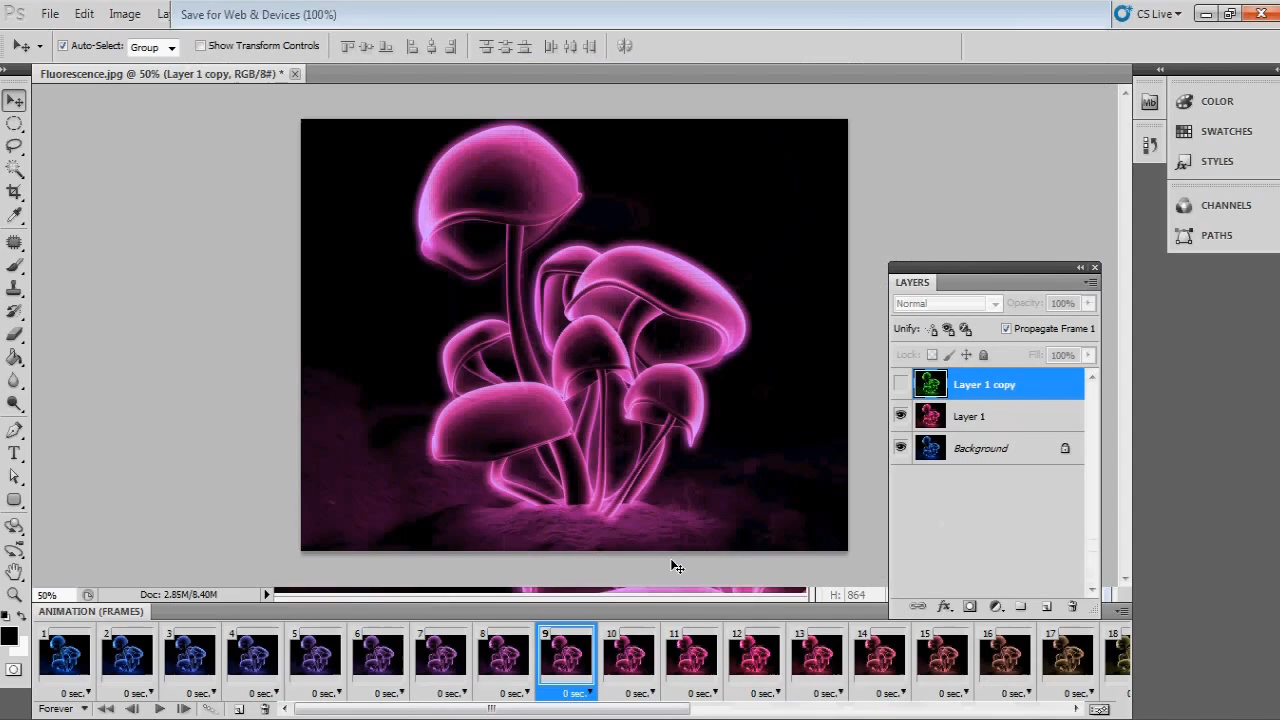 Ps File Edit Image La Save for Web & Devices (100%) CS Live
Auto-Select: Group Show Transform Controls
Fluorescence.jpg @ 50% (Layer 1 copy, RGB/8#) *
Mb COLOR
SWATCHES
STYLES
CHANNELS
PATHS
LAYERS
Normal Opacity: 100%
Unify: Propagate Frame 1
Lock: Fill: 100%
Layer 1 copy
Layer 1
Background
50% Doc: 2.85M/8.40M H: 864
ANIMATION (FRAMES)
1 2 3 4 5 6 7 8 9 10 11 12 13 14 15 16 17 18
0 sec. 0 sec. 0 sec. 0 sec. 0 sec. 0 sec. 0 sec. 0 sec. 0 sec. 0 sec. 0 sec. 0 sec. 0 sec. 0 sec. 0 sec. 0 sec. 0 sec. 0
Forever